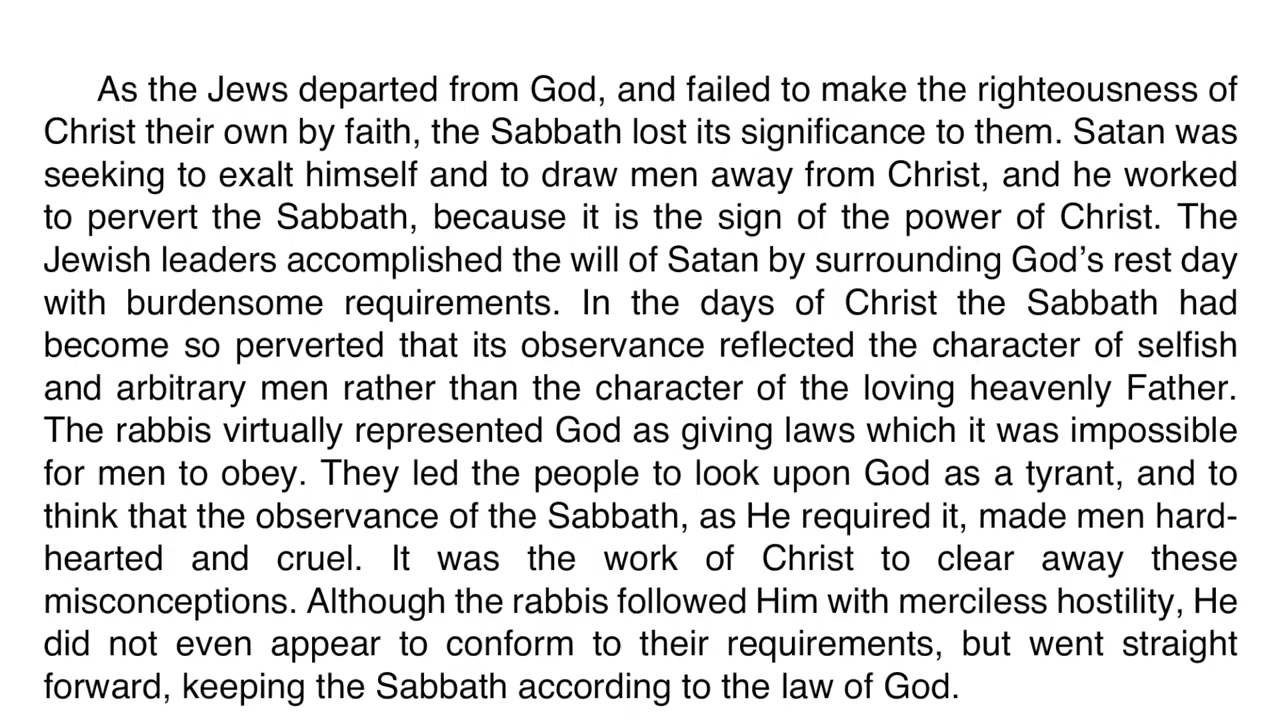 As the Jews departed from God, and failed to make the righteousness of
Christ their own by faith, the Sabbath lost its significance to them. Satan was
seeking to exalt himself and to draw men away from Christ, and he worked
to pervert the Sabbath, because it is the sign of the power of Christ. The
Jewish leaders accomplished the will of Satan by surrounding God’s rest day
with burdensome requirements. In the days of Christ the Sabbath had
become so perverted that its observance reflected the character of selfish
and arbitrary men rather than the character of the loving heavenly Father.
The rabbis virtually represented God as giving laws which it was impossible
for men to obey. They led the people to look upon God as a tyrant, and to
think that the observance of the Sabbath, as He required it, made men hard-
hearted and cruel. It was the work of Christ to clear away these
misconceptions. Although the rabbis followed Him with merciless hostility, He
did not even appear to conform to their requirements, but went straight
forward, keeping the Sabbath according to the law of God.